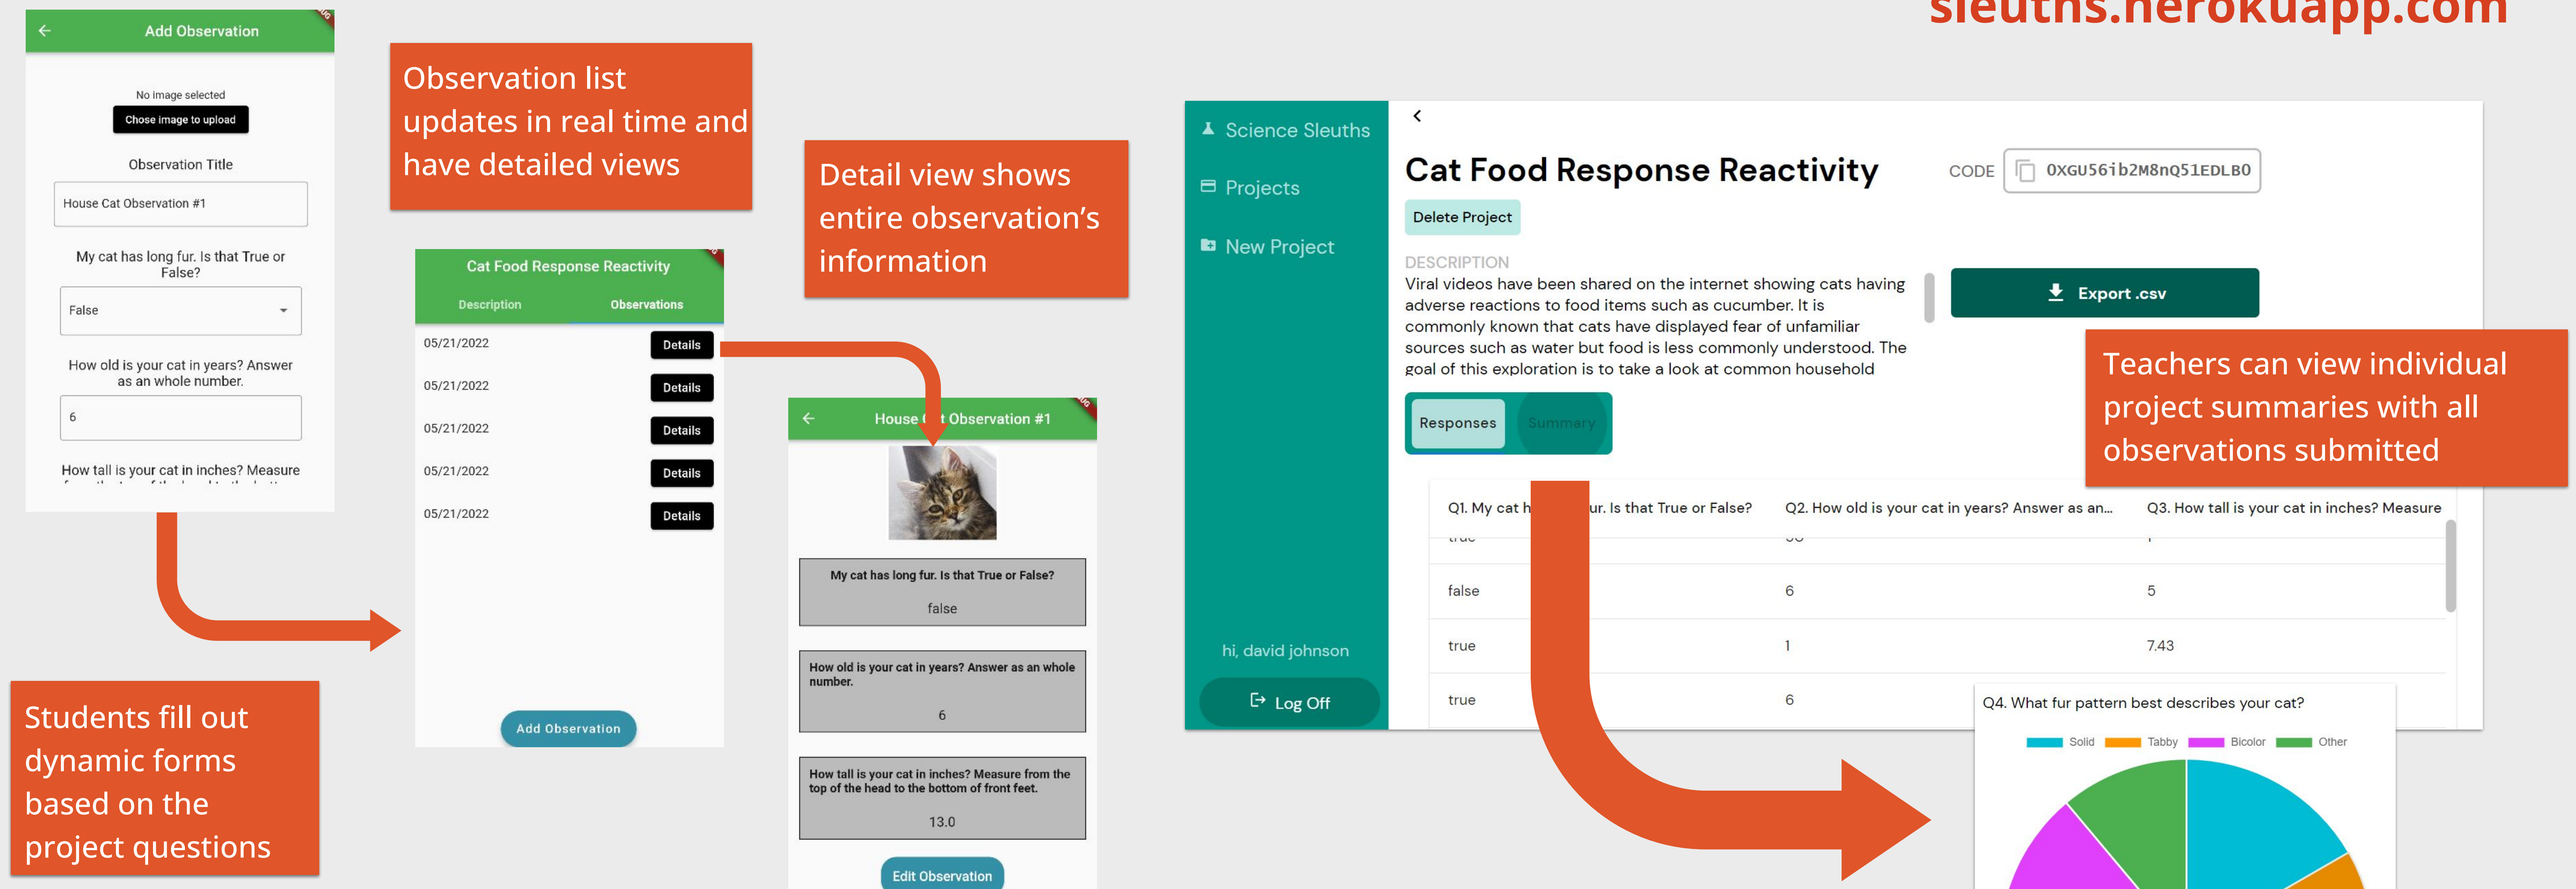 sleuths.herokuapp.com
Add Observation
No image selected
Chose image to upload
Observation Title
House Cat Observation #1
My cat has long fur. Is that True or
False?
False
How old is your cat in years? Answer
as an whole number.
6
How tall is your cat in inches? Measure
Students fill out
dynamic forms
based on the
project questions
Observation list
updates in real time and
have detailed views
Cat Food Response Reactivity
Description
Observations
05/21/2022
Details
05/21/2022
Details
05/21/2022
Details
05/21/2022
Details
05/21/2022
Details
Add Observation
Detail view shows
entire observation’s
information
House Observation #1
My cat has long fur. Is that True or False?
false
How old is your cat in years? Answer as an whole
number.
6
How tall is your cat in inches? Measure from the
top of the head to the bottom of front feet.
13.0
Edit Observation
Science Sleuths
Projects
New Project
hi, david johnson
Log Off
Cat Food Response Reactivity
CODE
0XGU56ib2M8nQ51EDLBO
Delete Project
DESCRIPTION
Viral videos have been shared on the internet showing cats having
adverse reactions to food items such as cucumber. It is
commonly known that cats have displayed fear of unfamiliar
sources such as water but food is less commonly understood. The
goal of this exploration is to take a look at common household
Export .csv
Teachers can view individual
project summaries with all
observations submitted
Responses
Summary
Q1. My cat Is that True or False?
Q2. How old is your cat in years? Answer as an...
Q3. How tall is your cat in inches? Measure
false
6
5
true
1
7.43
true
6
Q4. What fur pattern best describes your cat?
Solid
Tabby
Bicolor
Other